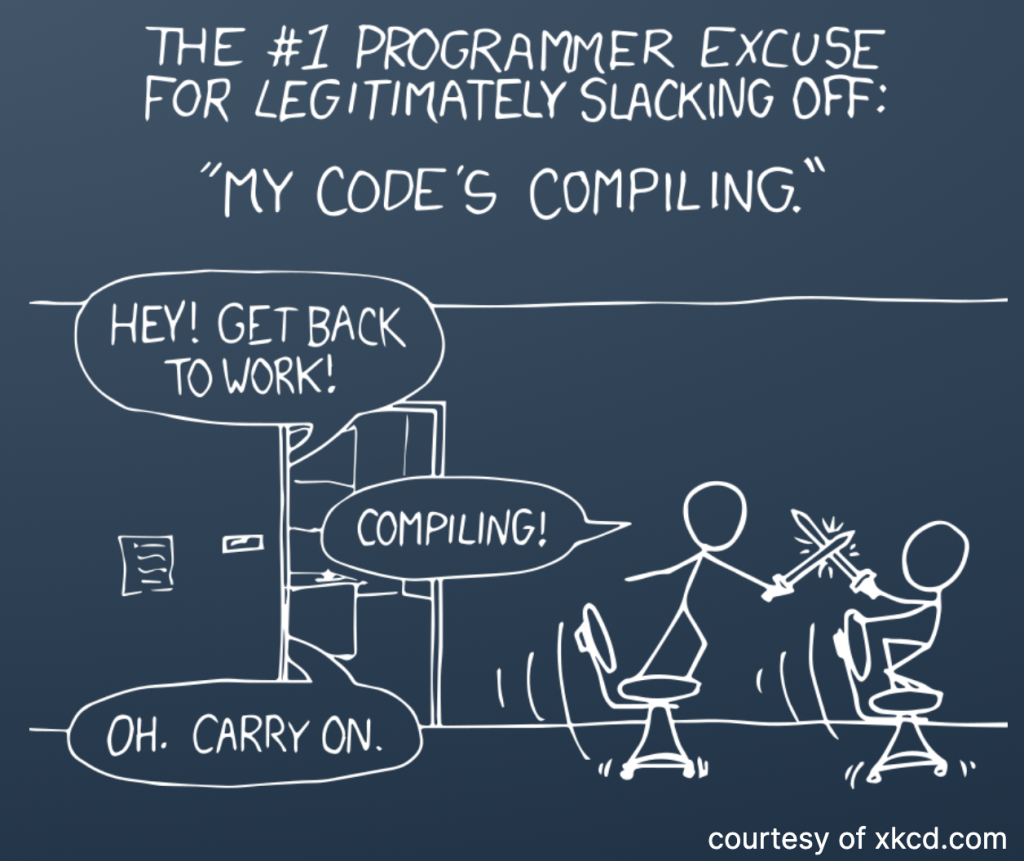 THE #1 PROGRAMMER EXCUSE
FOR LEGITIMATELY SLACKING OFF:
"MY CODE'S COMPILING."
HEY! GET BACK
TO WORK!
COMPILING!
OH. CARRY ON.
courtesy of xkcd.com